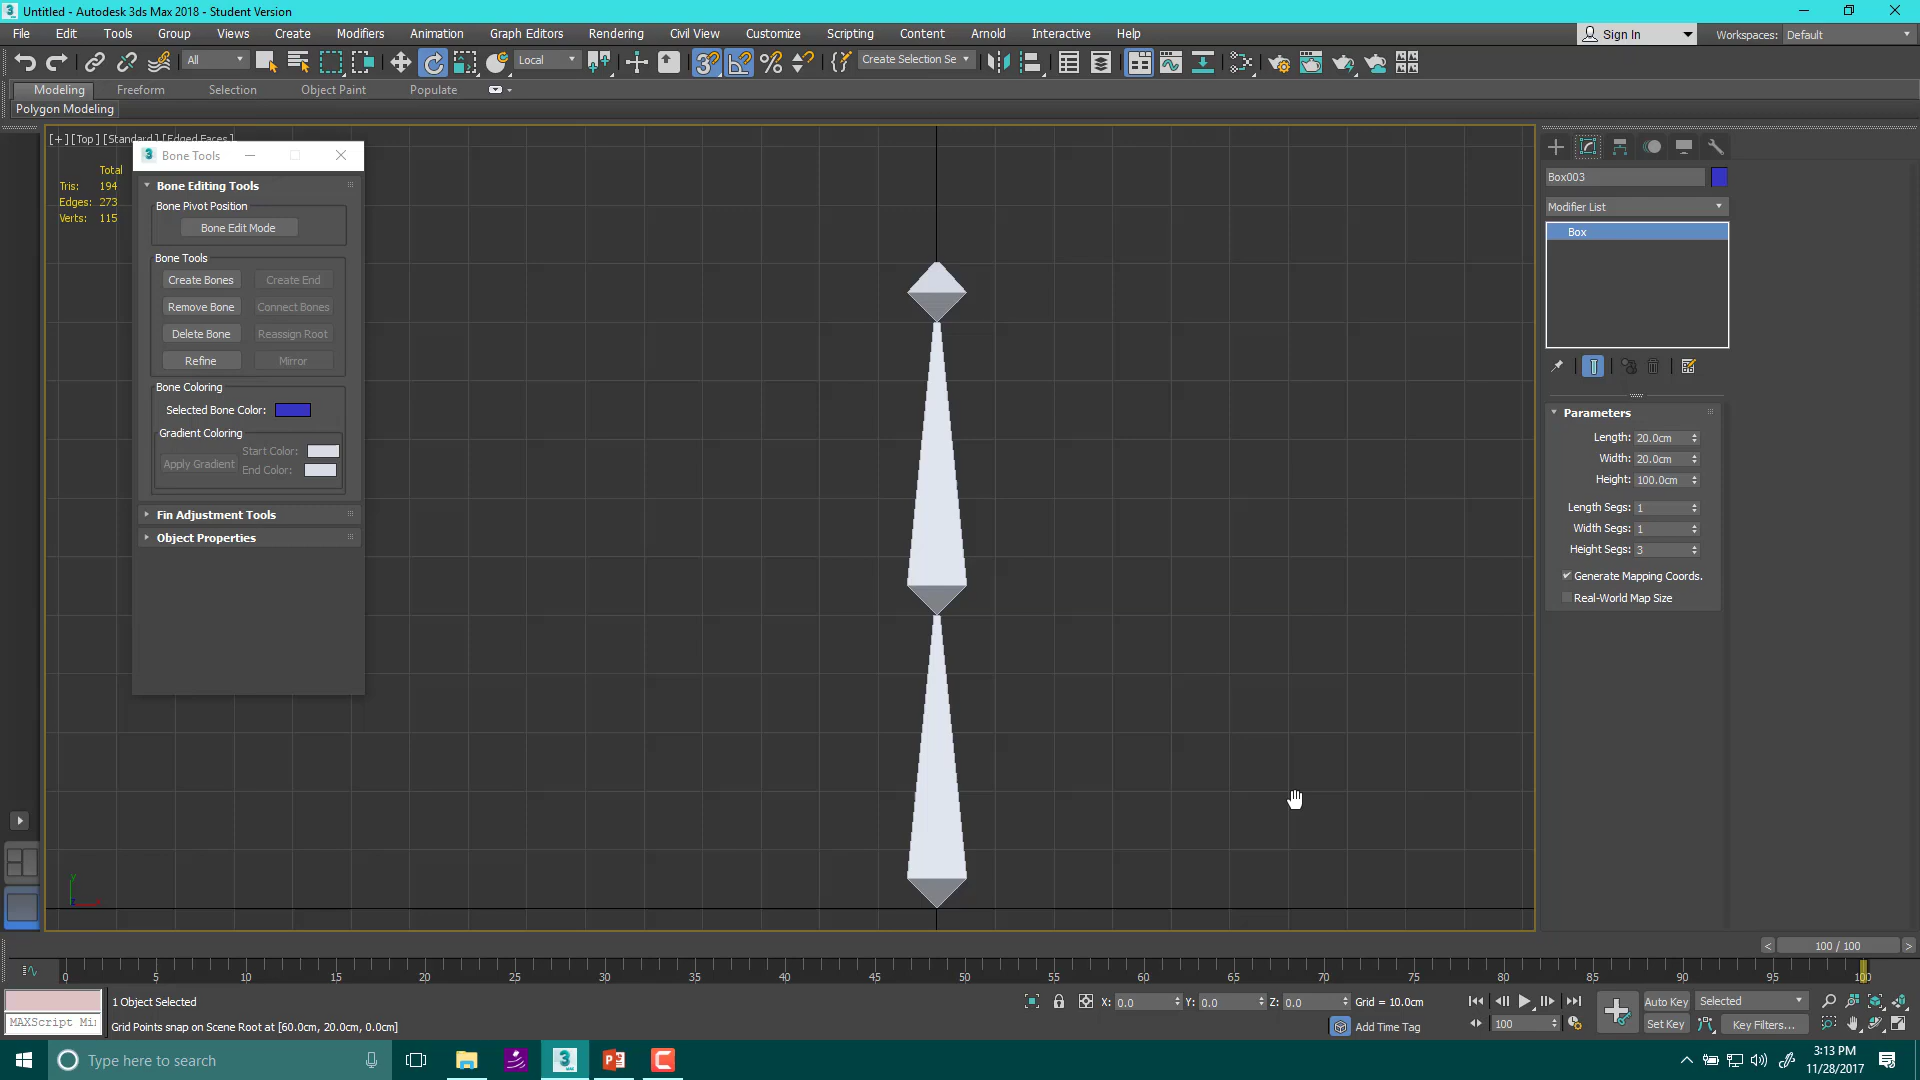 Untitled - Autodesk 3ds Max 2018 - Student Version
File Edit Tools Group Views Create Modifiers Animation Graph Editors Rendering Civil View Customize Scripting Content Arnold Interactive Help
Sign In Workspaces: Default
All Local Create Selection Se
Modeling Freeform Selection Object Paint Populate
Polygon Modeling
[+] [Top] [Standard] [Edged Faces]
Total
Tris: 194
Edges: 273
Verts: 115
Bone Tools
Bone Editing Tools
Bone Pivot Position
Bone Edit Mode
Bone Tools
Create Bones Create End
Remove Bone Connect Bones
Delete Bone Reassign Root
Refine Mirror
Bone Coloring
Selected Bone Color:
Gradient Coloring
Apply Gradient Start Color:
End Color:
Fin Adjustment Tools
Object Properties
Box003
Modifier List
Box
Parameters
Length: 20.0cm
Width: 20.0cm
Height: 100.0cm
Length Segs: 1
Width Segs: 1
Height Segs: 3
Generate Mapping Coords.
Real-World Map Size
y
100 / 100
0 5 10 15 20 25 30 35 40 45 50 55 60 65 70 75 80 85 90 95 100
MAXScript Mi
1 Object Selected
Grid Points snap on Scene Root at [60.0cm, 20.0cm, 0.0cm]
X: 0.0 Y: 0.0 Z: 0.0 Grid = 10.0cm
Add Time Tag
100
Auto Key Selected
Set Key Key Filters...
Type here to search
3:13 PM
11/28/2017